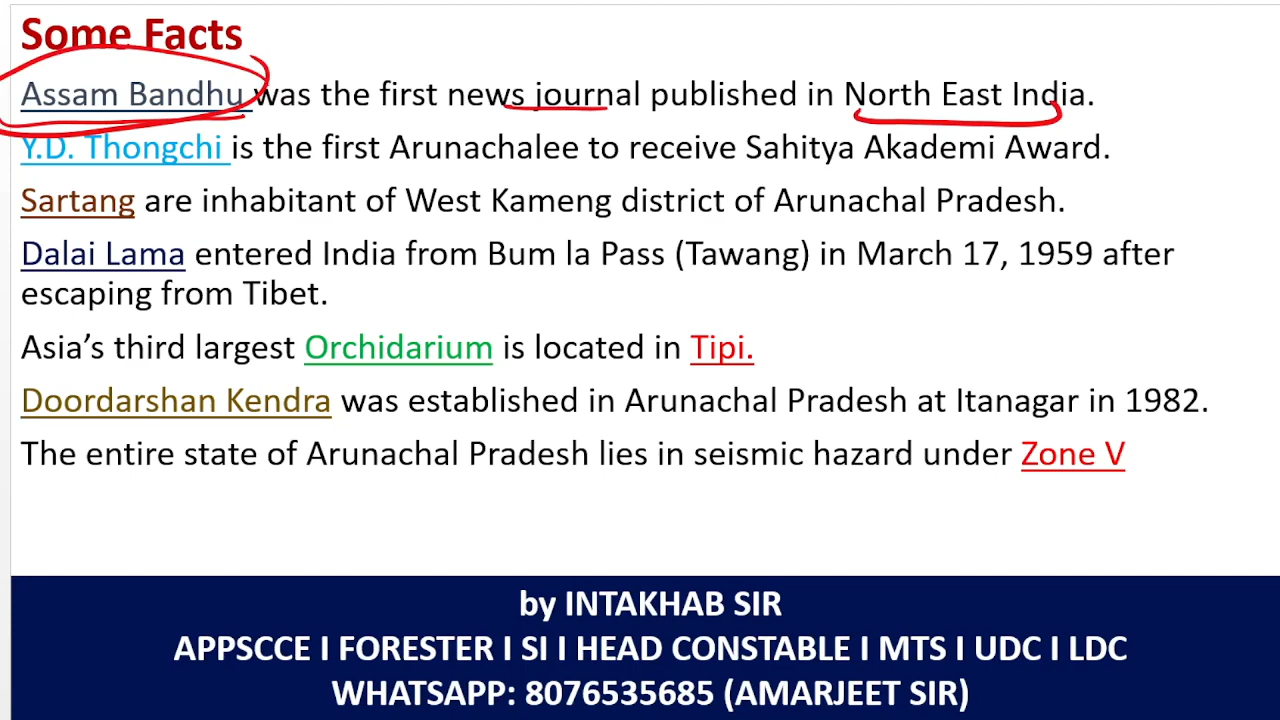 Some Facts
Assam Bandhu was the first news journal published in North East India.
Y.D. Thongchi is the first Arunachalee to receive Sahitya Akademi Award.
Sartang are inhabitant of West Kameng district of Arunachal Pradesh.
Dalai Lama entered India from Bum la Pass (Tawang) in March 17, 1959 after
escaping from Tibet.
Asia’s third largest Orchidarium is located in Tipi.
Doordarshan Kendra was established in Arunachal Pradesh at Itanagar in 1982.
The entire state of Arunachal Pradesh lies in seismic hazard under Zone V
by INTAKHAB SIR
APPSCCE I FORESTER I SI I HEAD CONSTABLE I MTS I UDC I LDC
WHATSAPP: 8076535685 (AMARJEET SIR)